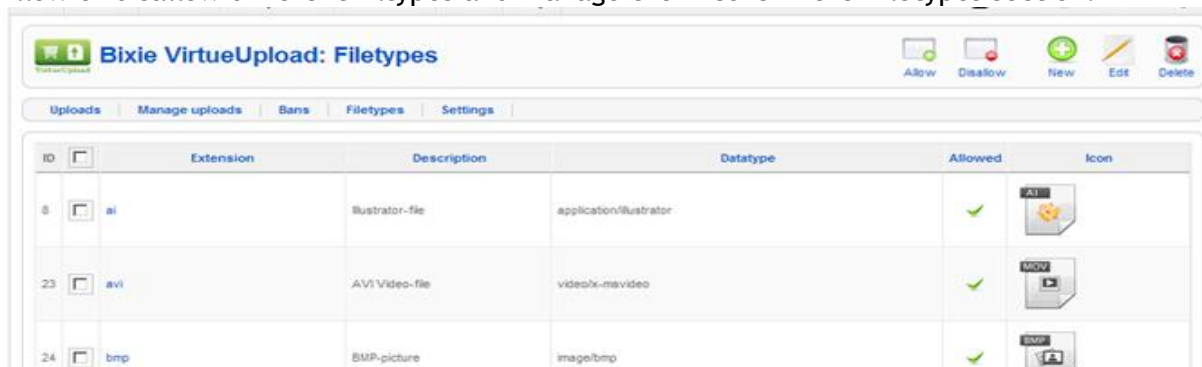 Bixie VirtueUpload: Filetypes
VirtueUpload
Allow Disallow New Edit Delete
Uploads Manage uploads Bans Filetypes Settings
ID Extension Description Datatype Allowed Icon
8 ai Illustrator-file application/illustrator AI
23 avi AVI Video-file video/x-msvideo MOV
24 bmp BMP-picture image/bmp BMP